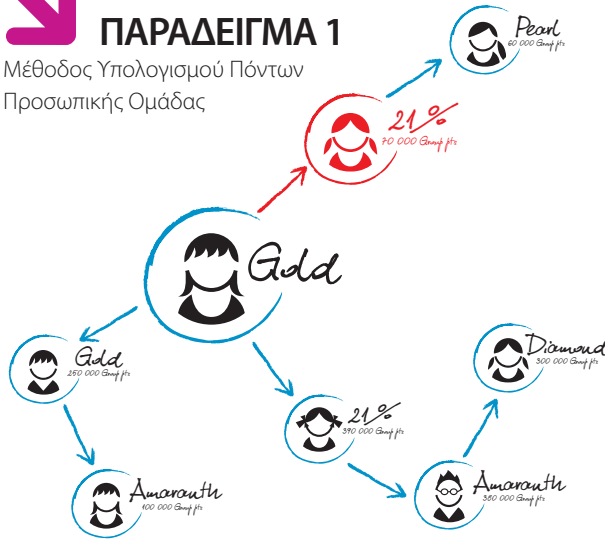 ΠΑΡΑΔΕΙΓΜΑ 1
Μέθοδος Υπολογισμού Πόντων
Προσωπικής Ομάδας
Pearl
60 000 Group pts
21%
70 000 Group pts
Gold
Gold
250 000 Group pts
Diamond
300 000 Group pts
21%
390 000 Group pts
Amaranth
100 000 Group pts
Amaranth
380 000 Group pts